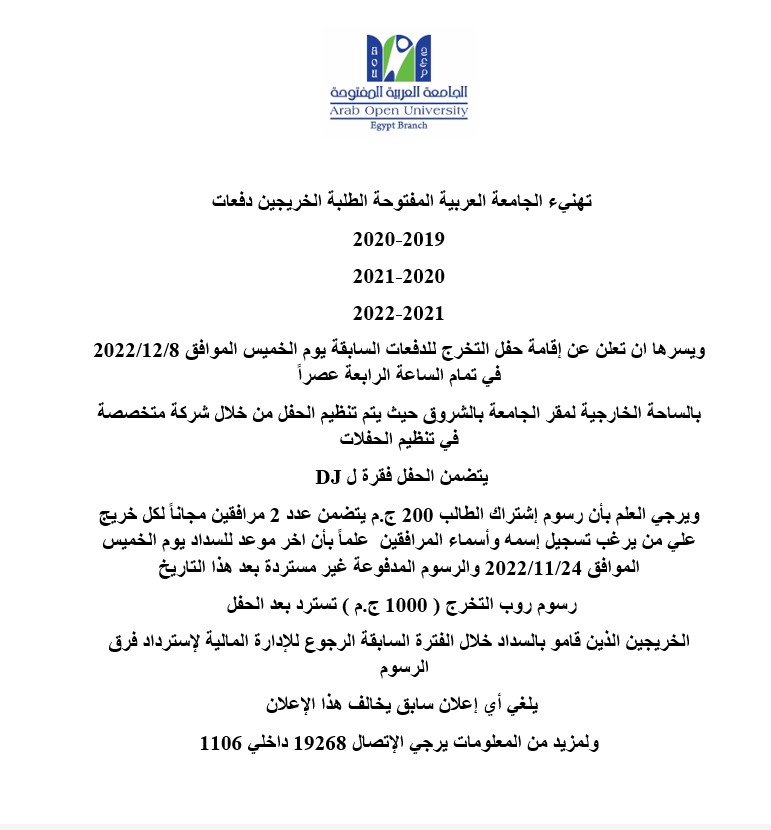 الجامعة العربية المفتوحة
Arab Open University
Egypt Branch
تهنيء الجامعة العربية المفتوحة الطلبة الخريجين دفعات
2020-2019
2021-2020
2022-2021
ويسرها ان تعلن عن إقامة حفل التخرج للدفعات السابقة يوم الخميس الموافق 2022/12/8
في تمام الساعة الرابعة عصراً
بالساحة الخارجية لمقر الجامعة بالشروق حيث يتم تنظيم الحفل من خلال شركة متخصصة
في تنظيم الحفلات
يتضمن الحفل فقرة ل DJ
ويرجي العلم بأن رسوم إشتراك الطالب 200 ج.م يتضمن عدد 2 مرافقين مجاناً لكل خريج
علي من يرغب تسجيل إسمه وأسماء المرافقين علماً بأن اخر موعد للسداد يوم الخميس
الموافق 2022/11/24 والرسوم المدفوعة غير مستردة بعد هذا التاريخ
رسوم روب التخرج ( 1000 ج.م ) تسترد بعد الحفل
الخريجين الذين قامو بالسداد خلال الفترة السابقة الرجوع للإدارة المالية لإسترداد فرق
الرسوم
يلغي أي إعلان سابق يخالف هذا الإعلان
ولمزيد من المعلومات يرجي الإتصال 19268 داخلي 1106